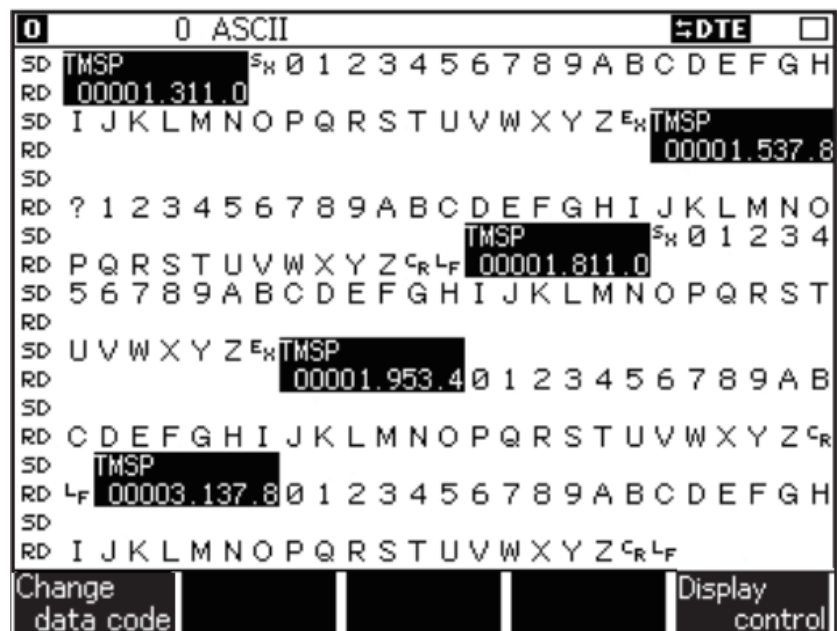 0 0 ASCII ⇆DTE
SD TMSP Sx 0 1 2 3 4 5 6 7 8 9 A B C D E F G H
RD 00001.311.0
SD I J K L M N O P Q R S T U V W X Y Z Ex TMSP
RD 00001.537.8
SD
RD ? 1 2 3 4 5 6 7 8 9 A B C D E F G H I J K L M N O
SD TMSP Sx 0 1 2 3 4
RD P Q R S T U V W X Y Z CR LF 00001.811.0
SD 5 6 7 8 9 A B C D E F G H I J K L M N O P Q R S T
RD
SD U V W X Y Z Ex TMSP
RD 00001.953.4 0 1 2 3 4 5 6 7 8 9 A B
SD
RD C D E F G H I J K L M N O P Q R S T U V W X Y Z CR
SD TMSP
RD LF 00003.137.8 0 1 2 3 4 5 6 7 8 9 A B C D E F G H
SD
RD I J K L M N O P Q R S T U V W X Y Z CR LF
Change Display
data code control